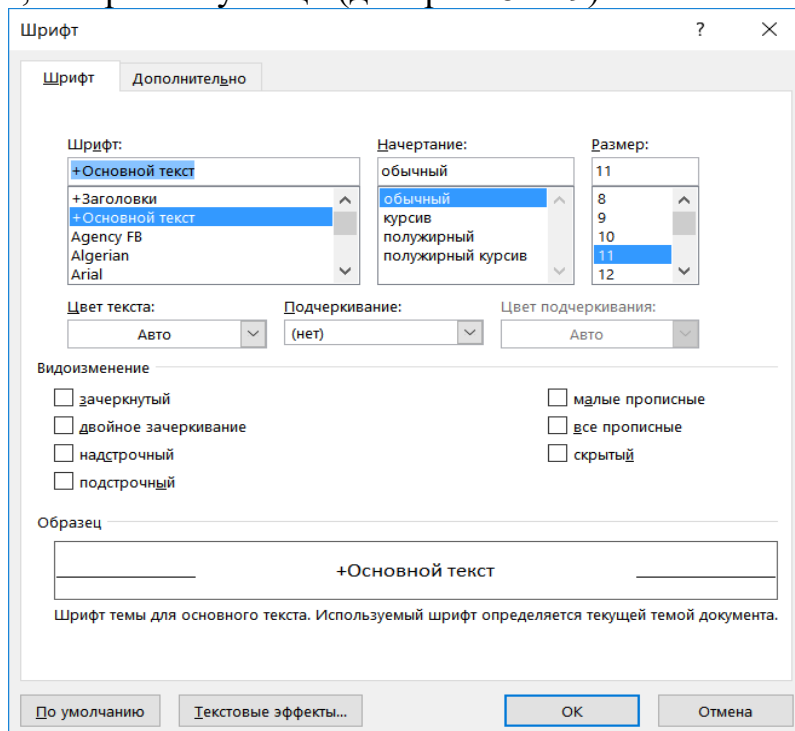 Шрифт ?
Шрифт Дополнительно
Шрифт: Начертание: Размер:
+Основной текст обычный 11
+Заголовки обычный 8
+Основной текст курсив 9
Agency FB полужирный 10
Algerian полужирный курсив 11
Arial 12
Цвет текста: Подчеркивание: Цвет подчеркивания:
Авто (нет) Авто
Видоизменение
зачеркнутый малые прописные
двойное зачеркивание все прописные
надстрочный скрытый
подстрочный
Образец
+Основной текст
Шрифт темы для основного текста. Используемый шрифт определяется текущей темой документа.
По умолчанию Текстовые эффекты... ОК Отмена